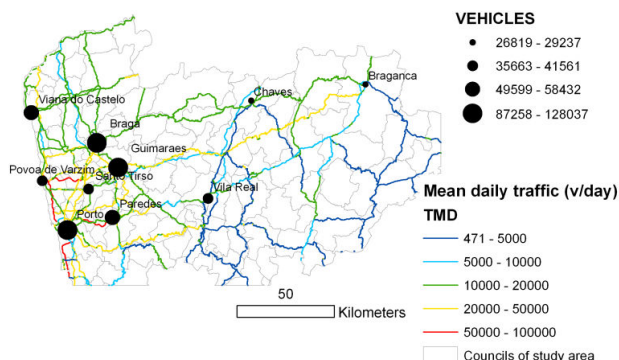 VEHICLES
26819 - 29237
35663 - 41561
49599 - 58432
87258 - 128037
Braganca
Chaves
Viana do Castelo
Braga
Guimaraes
Povoa de Varzim
Santo Tirso
Vila Real
Porto
Paredes
Mean daily traffic (v/day)
TMD
471 - 5000
5000 - 10000
10000 - 20000
20000 - 50000
50000 - 100000
Councils of study area
50
Kilometers